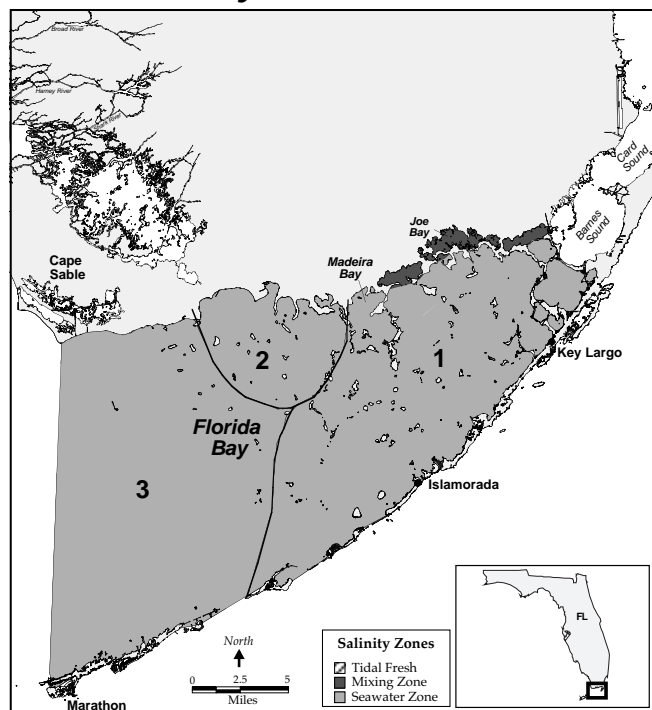 Broad River
Harney River
Shark River
Card
Sound
Joe
Bay
Barnes
Sound
Cape
Sable
Madeira
Bay
Key Largo
2
1
Florida
Bay
3
Islamorada
FL
North
0 2.5 5
Miles
Salinity Zones
Tidal Fresh
Mixing Zone
Seawater Zone
Marathon